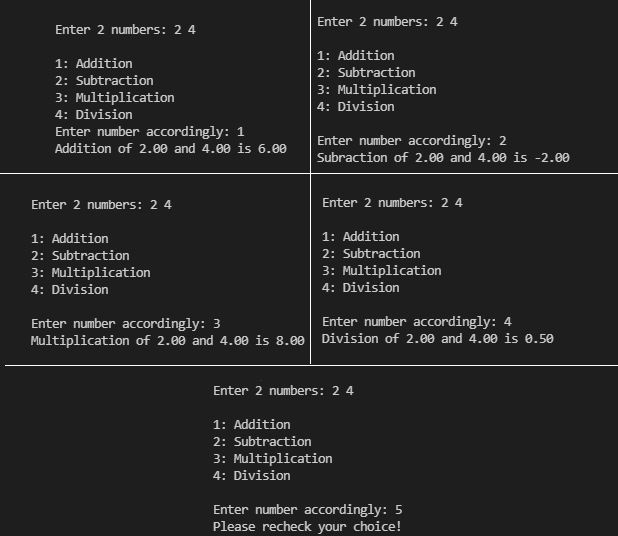 Enter 2 numbers: 2 4
1: Addition
2: Subtraction
3: Multiplication
4: Division
Enter number accordingly: 1
Addition of 2.00 and 4.00 is 6.00
Enter 2 numbers: 2 4
1: Addition
2: Subtraction
3: Multiplication
4: Division
Enter number accordingly: 2
Subraction of 2.00 and 4.00 is -2.00
Enter 2 numbers: 2 4
1: Addition
2: Subtraction
3: Multiplication
4: Division
Enter number accordingly: 3
Multiplication of 2.00 and 4.00 is 8.00
Enter 2 numbers: 2 4
1: Addition
2: Subtraction
3: Multiplication
4: Division
Enter number accordingly: 4
Division of 2.00 and 4.00 is 0.50
Enter 2 numbers: 2 4
1: Addition
2: Subtraction
3: Multiplication
4: Division
Enter number accordingly: 5
Please recheck your choice!